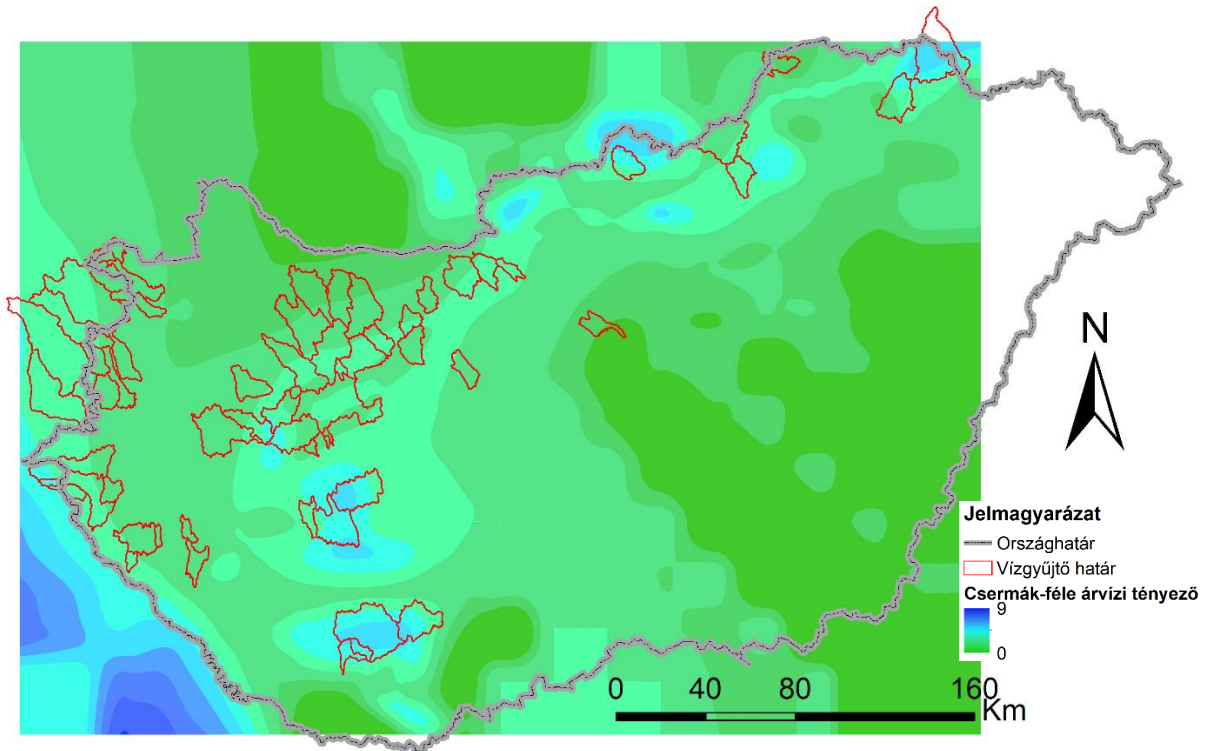 N
Jelmagyarázat
Országhatár
Vízgyűjtő határ
Csermák-féle árvízi tényező
9
0
0 40 80 160
Km